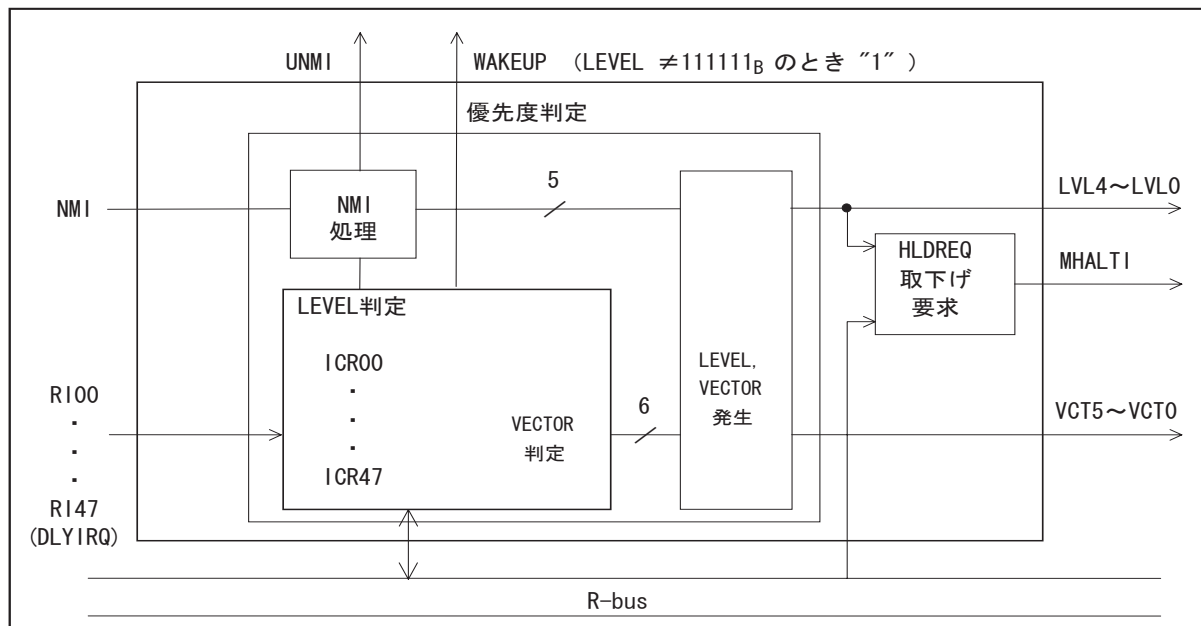 UNMI
WAKEUP (LEVEL ≠111111B のとき "1" )
優先度判定
NMI
NMI
処理
5
LVL4～LVL0
HLDREQ
取下げ
要求
MHALTI
LEVEL判定
ICR00
・
・
・
ICR47
VECTOR
判定
6
LEVEL,
VECTOR
発生
RI00
・
・
・
RI47
(DLYIRQ)
VCT5～VCT0
R-bus